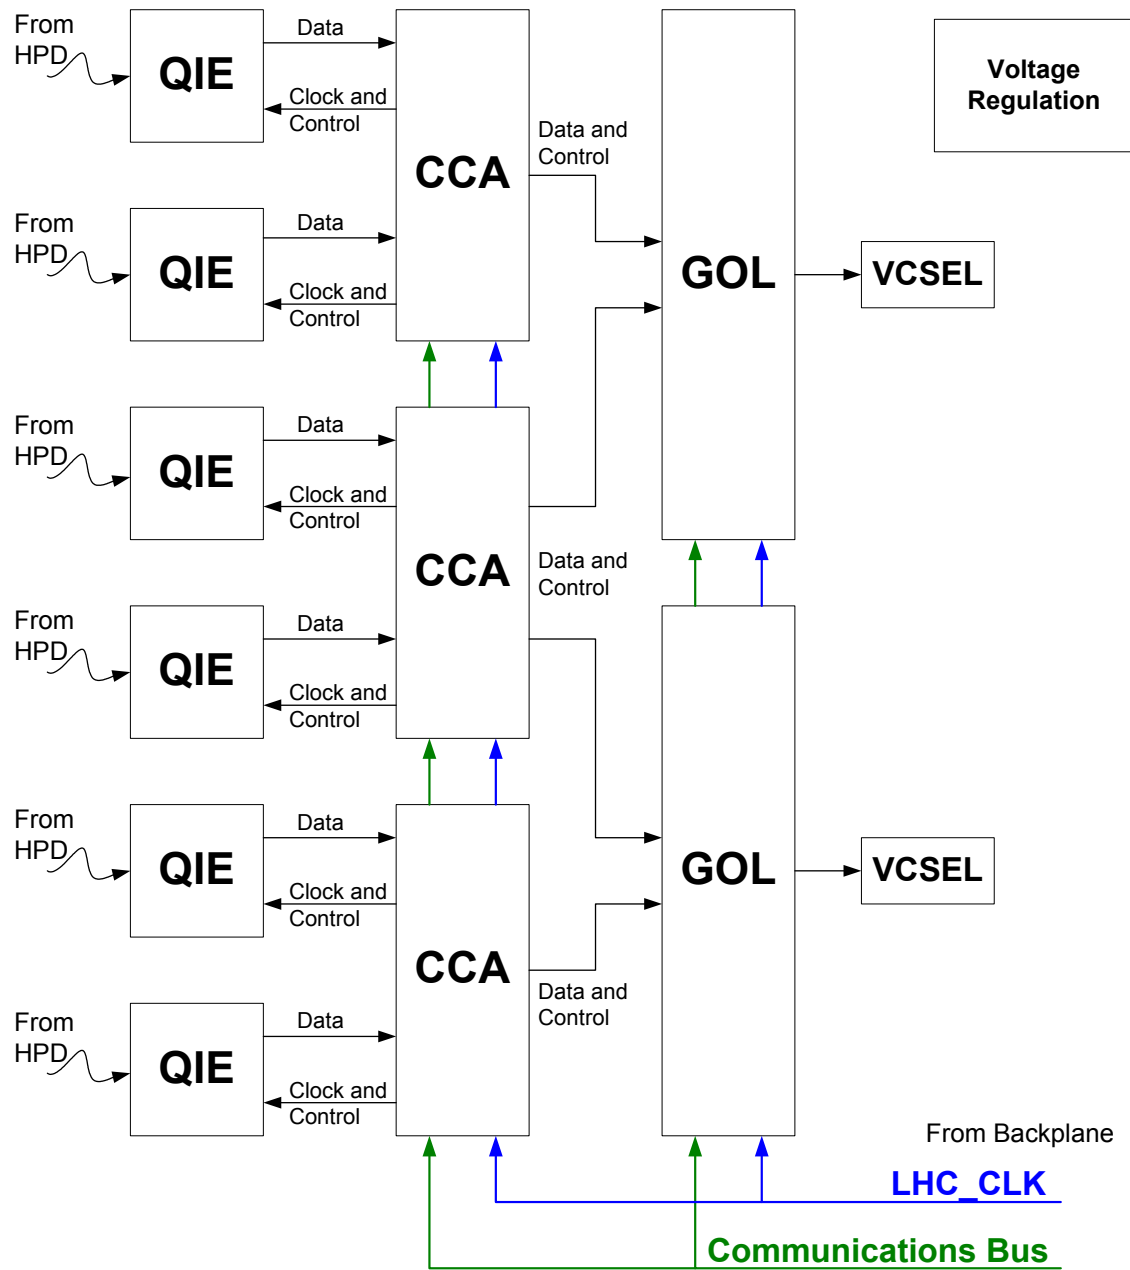 From
HPD
QIE
Data
Clock and
Control
From
HPD
QIE
Data
Clock and
Control
CCA
Data and
Control
From
HPD
QIE
Data
Clock and
Control
From
HPD
QIE
Data
Clock and
Control
CCA
Data and
Control
From
HPD
QIE
Data
Clock and
Control
From
HPD
QIE
Data
Clock and
Control
CCA
Data and
Control
GOL
VCSEL
GOL
VCSEL
Voltage
Regulation
From Backplane
LHC_CLK
Communications Bus